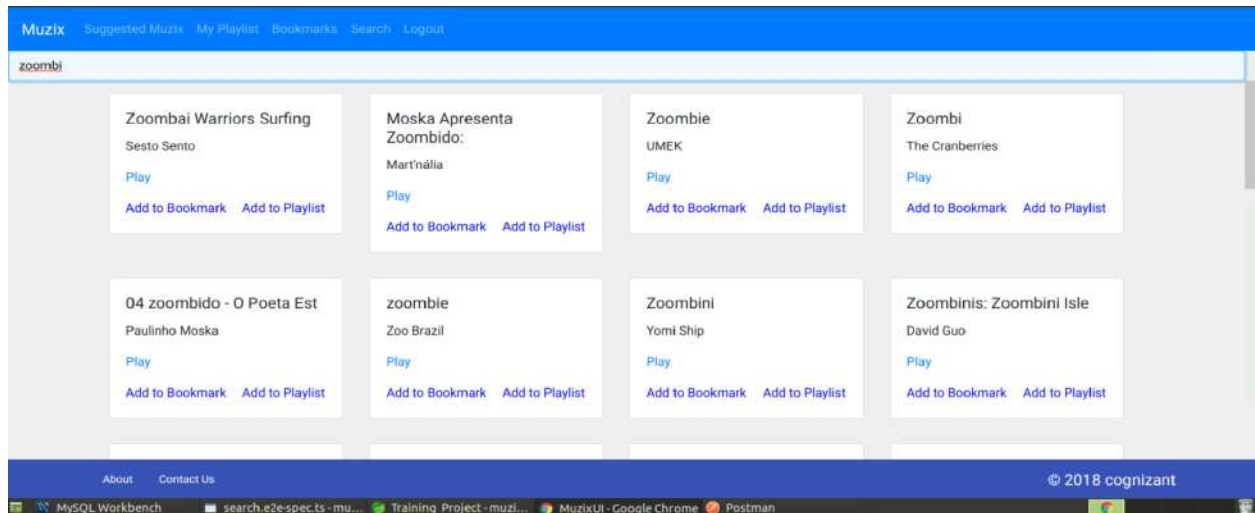 Muzix Suggested Muzix My Playlist Bookmarks Search Logout
zoombi
Zoombai Warriors Surfing
Sesto Sento
Play
Add to Bookmark Add to Playlist
Moska Apresenta
Zoombido:
Mart'nália
Play
Add to Bookmark Add to Playlist
Zoombie
UMEK
Play
Add to Bookmark Add to Playlist
Zoombi
The Cranberries
Play
Add to Bookmark Add to Playlist
04 zoombido - O Poeta Est
Paulinho Moska
Play
Add to Bookmark Add to Playlist
zoombie
Zoo Brazil
Play
Add to Bookmark Add to Playlist
Zoombini
Yomi Ship
Play
Add to Bookmark Add to Playlist
Zoombinis: Zoombini Isle
David Guo
Play
Add to Bookmark Add to Playlist
About Contact Us © 2018 cognizant
MySQL Workbench search.e2e-spec.ts - mu... Training Project - muzi... MuzixUI - Google Chrome Postman